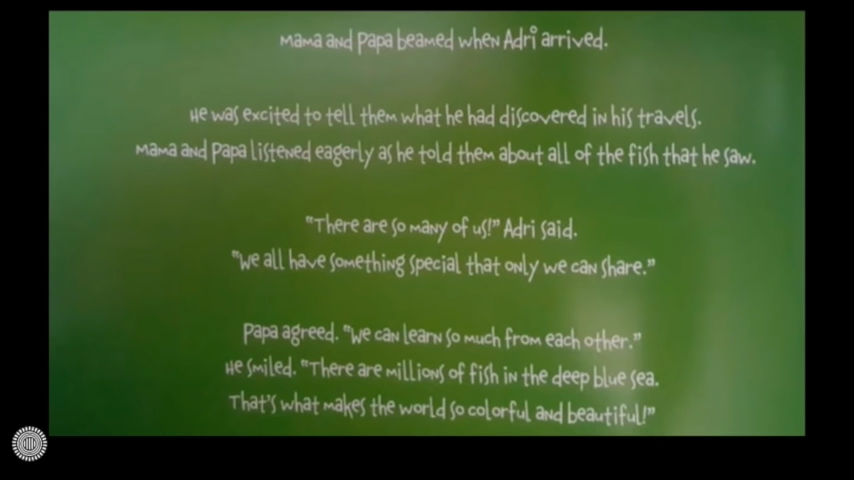 Mama and Papa beamed when Adri arrived.
He was excited to tell them what he had discovered in his travels.
Mama and Papa listened eagerly as he told them about all of the fish that he saw.
"There are so many of us!" Adri said.
"We all have something special that only we can share."
Papa agreed. "We can learn so much from each other."
He smiled. "There are millions of fish in the deep blue sea.
That's what makes the world so colorful and beautiful!"